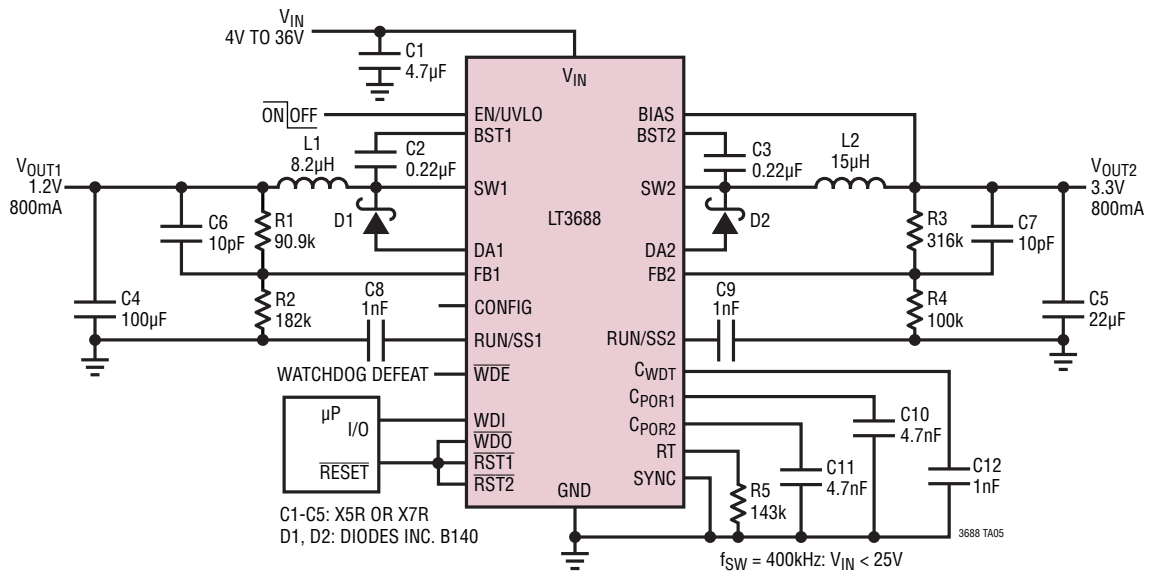 V_IN
4V TO 36V
C1
4.7µF
V_IN
ON OFF
EN/UVLO
BST1
BIAS
BST2
L1
8.2µH
C2
0.22µF
C3
0.22µF
L2
15µH
V_OUT1
1.2V
800mA
SW1
SW2
V_OUT2
3.3V
800mA
C6
10pF
R1
90.9k
D1
LT3688
D2
R3
316k
C7
10pF
DA1
DA2
FB1
FB2
C4
100µF
R2
182k
C8
1nF
CONFIG
C9
1nF
R4
100k
C5
22µF
RUN/SS1
RUN/SS2
WATCHDOG DEFEAT
WDE
C_WDT
µP
I/O
RESET
WDI
WDO
RST1
RST2
C_POR1
C_POR2
RT
SYNC
C10
4.7nF
C11
4.7nF
C12
1nF
R5
143k
GND
C1-C5: X5R OR X7R
D1, D2: DIODES INC. B140
3688 TA05
f_SW = 400kHz: V_IN < 25V